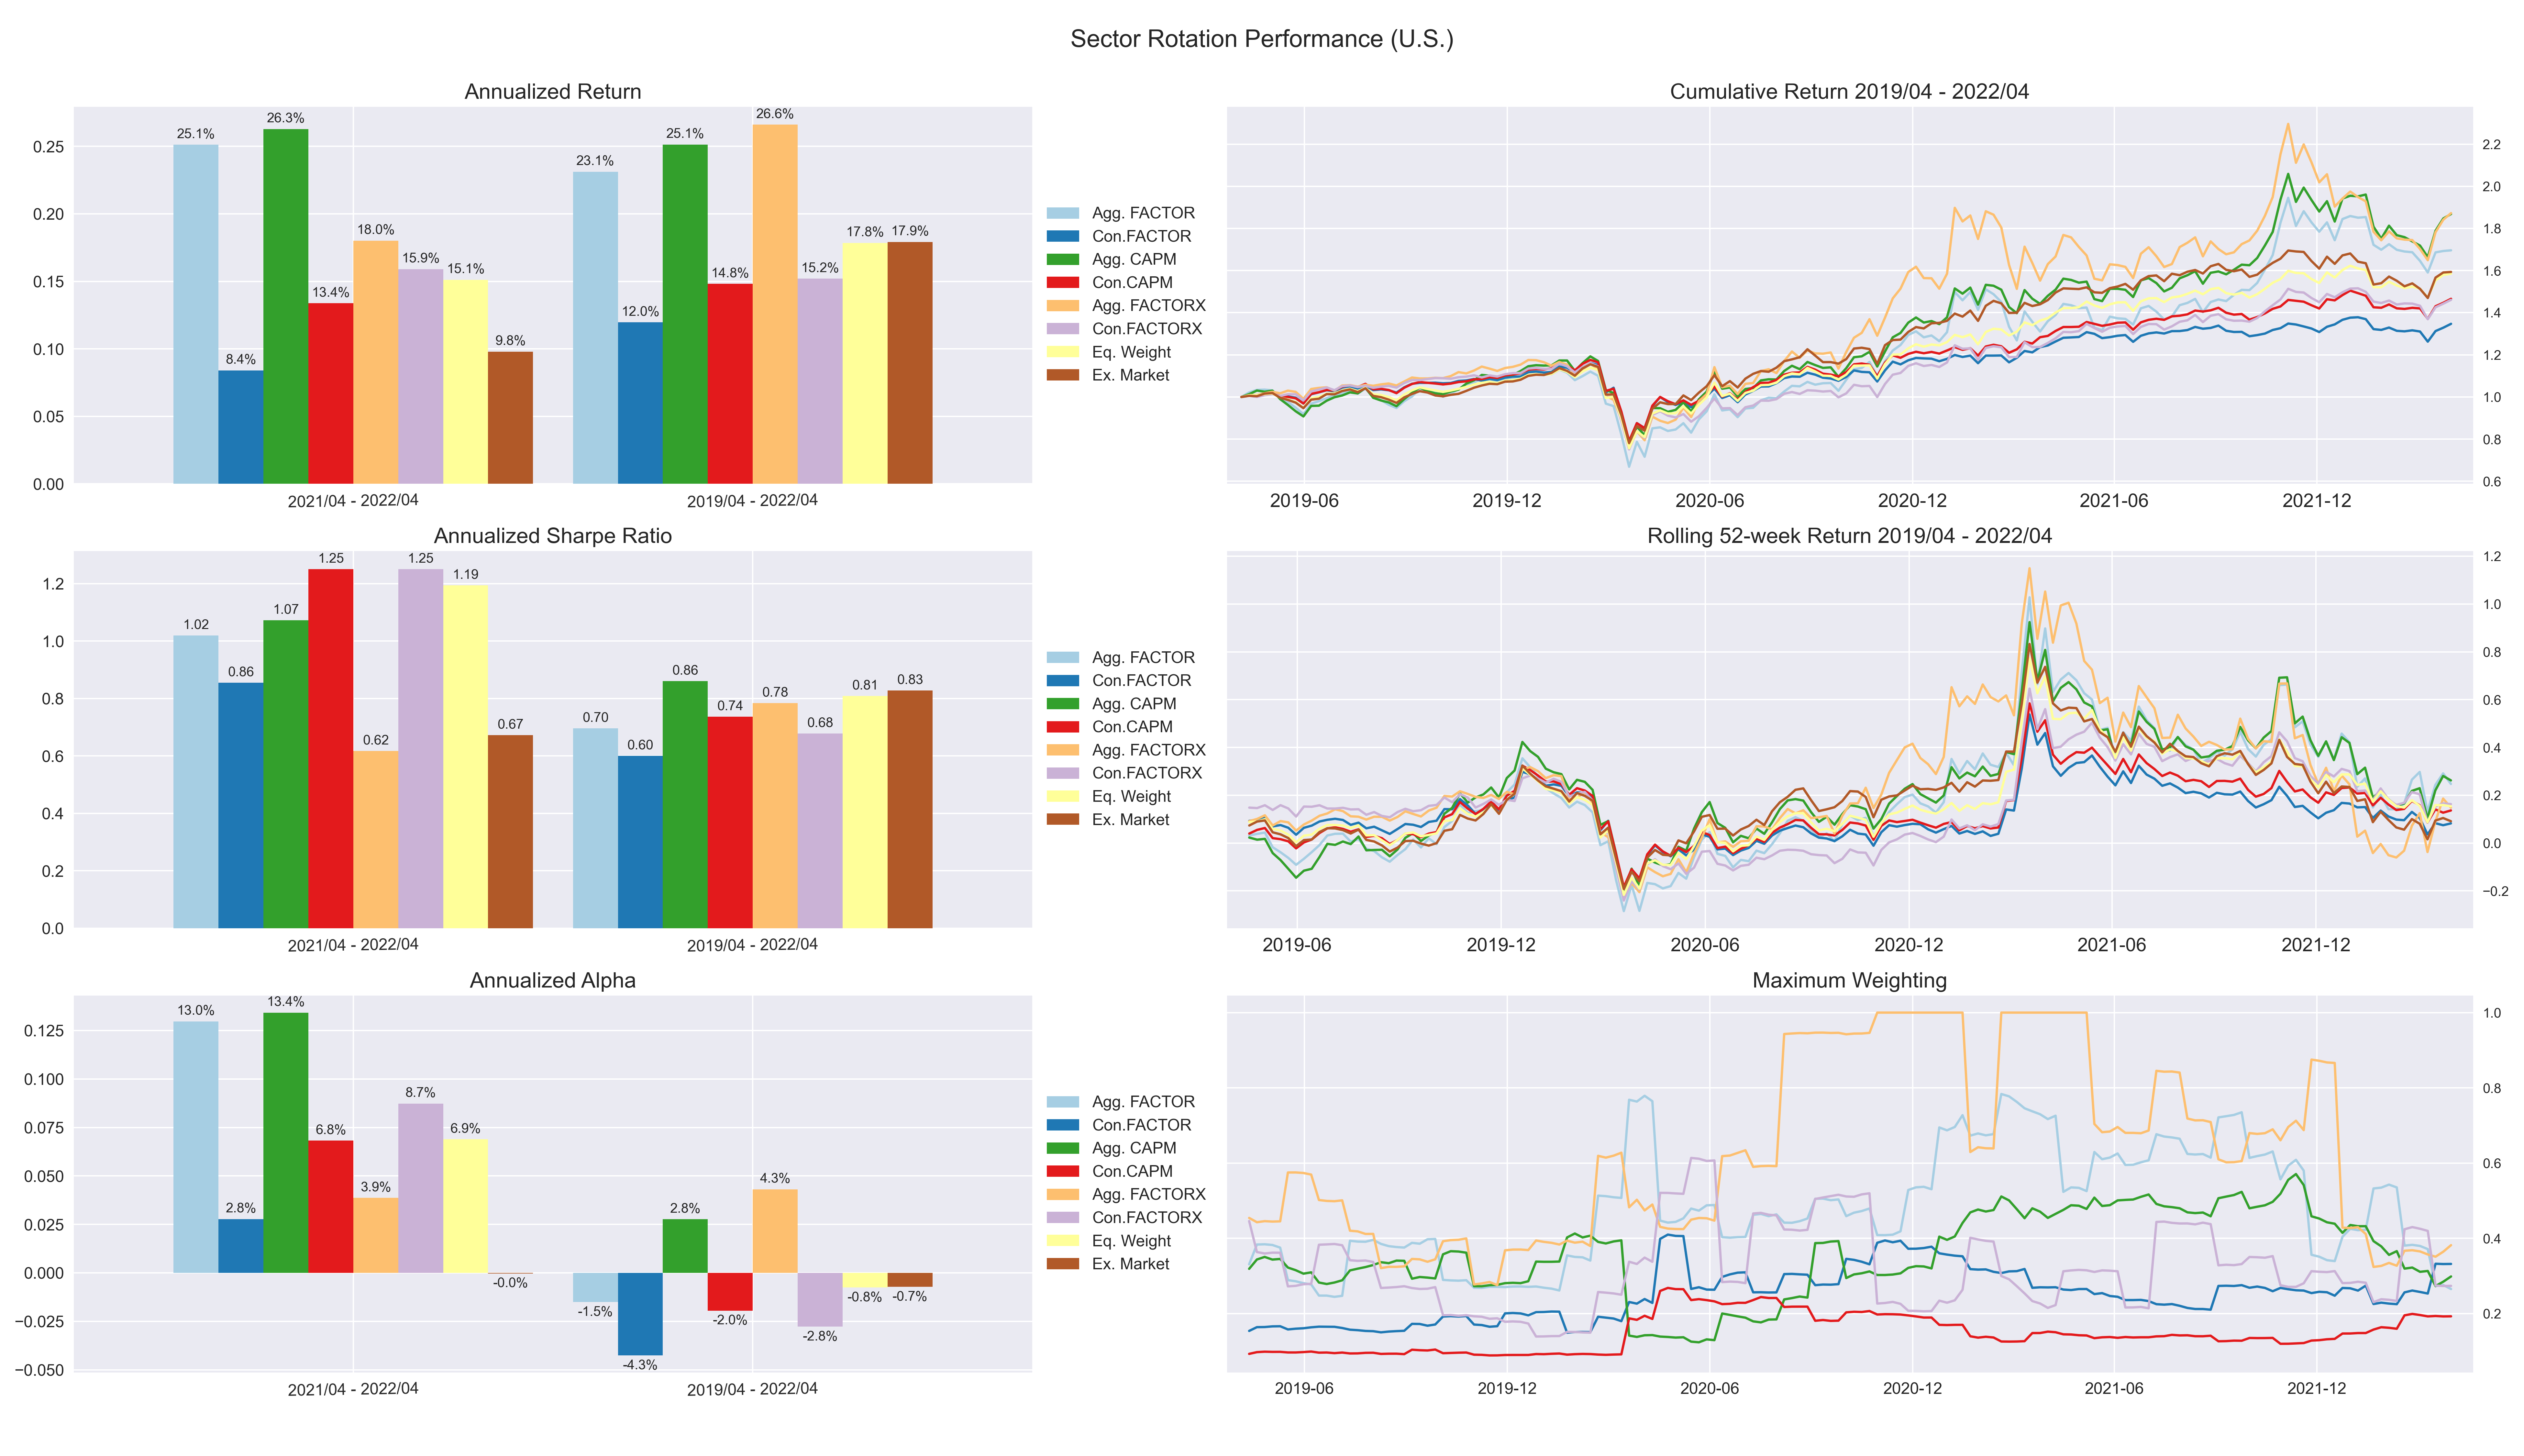 Sector Rotation Performance (U.S.)
Annualized Return
25.1%
8.4%
26.3%
13.4%
18.0%
15.9%
15.1%
9.8%
23.1%
12.0%
25.1%
14.8%
26.6%
15.2%
17.8%
17.9%
0.25
0.20
0.15
0.10
0.05
0.00
2021/04 - 2022/04
2019/04 - 2022/04
Agg. FACTOR
Con.FACTOR
Agg. CAPM
Con.CAPM
Agg. FACTORX
Con.FACTORX
Eq. Weight
Ex. Market
Cumulative Return 2019/04 - 2022/04
2.2
2.0
1.8
1.6
1.4
1.2
1.0
0.8
0.6
2019-06
2019-12
2020-06
2020-12
2021-06
2021-12
Annualized Sharpe Ratio
1.02
0.86
1.07
1.25
0.62
1.25
1.19
0.67
0.70
0.60
0.86
0.74
0.78
0.68
0.81
0.83
1.2
1.0
0.8
0.6
0.4
0.2
0.0
2021/04 - 2022/04
2019/04 - 2022/04
Agg. FACTOR
Con.FACTOR
Agg. CAPM
Con.CAPM
Agg. FACTORX
Con.FACTORX
Eq. Weight
Ex. Market
Rolling 52-week Return 2019/04 - 2022/04
1.2
1.0
0.8
0.6
0.4
0.2
0.0
−0.2
2019-06
2019-12
2020-06
2020-12
2021-06
2021-12
Annualized Alpha
13.0%
2.8%
13.4%
6.8%
3.9%
8.7%
6.9%
-0.0%
-1.5%
-4.3%
2.8%
-2.0%
4.3%
-2.8%
-0.8%
-0.7%
0.125
0.100
0.075
0.050
0.025
0.000
−0.025
−0.050
2021/04 - 2022/04
2019/04 - 2022/04
Agg. FACTOR
Con.FACTOR
Agg. CAPM
Con.CAPM
Agg. FACTORX
Con.FACTORX
Eq. Weight
Ex. Market
Maximum Weighting
1.0
0.8
0.6
0.4
0.2
2019-06
2019-12
2020-06
2020-12
2021-06
2021-12